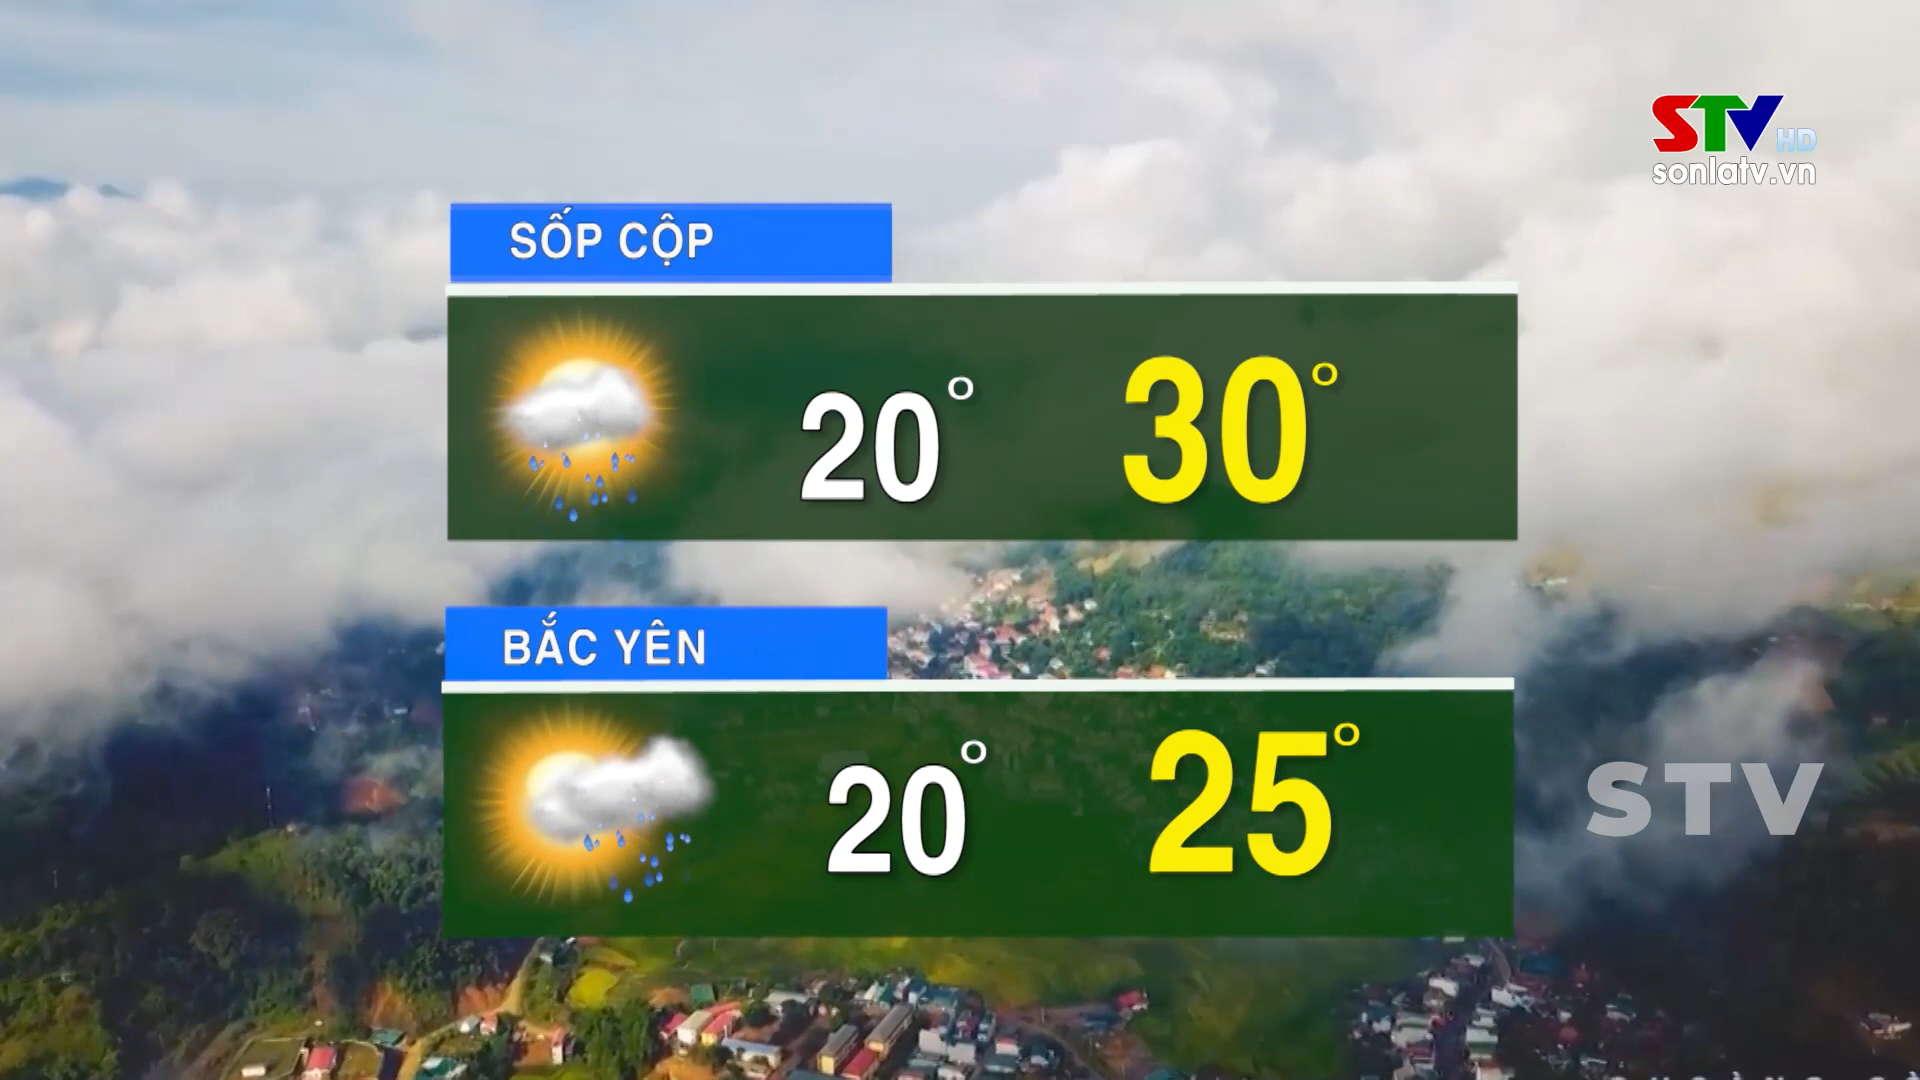 STV HD
sonlatv.vn
SỐP CỘP
20° 30°
BẮC YÊN
20° 25°
STV